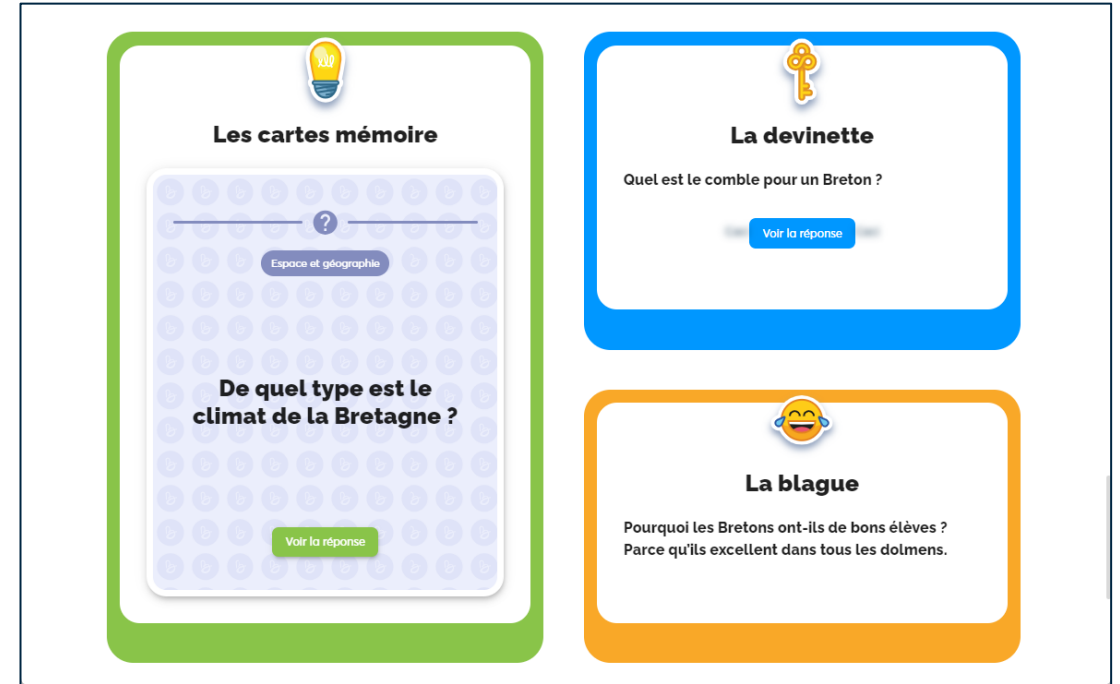 Les cartes mémoire
?
Espace et géographie
De quel type est le
climat de la Bretagne ?
Voir la réponse
La devinette
Quel est le comble pour un Breton ?
Voir la réponse
La blague
Pourquoi les Bretons ont-ils de bons élèves ?
Parce qu'ils excellent dans tous les dolmens.